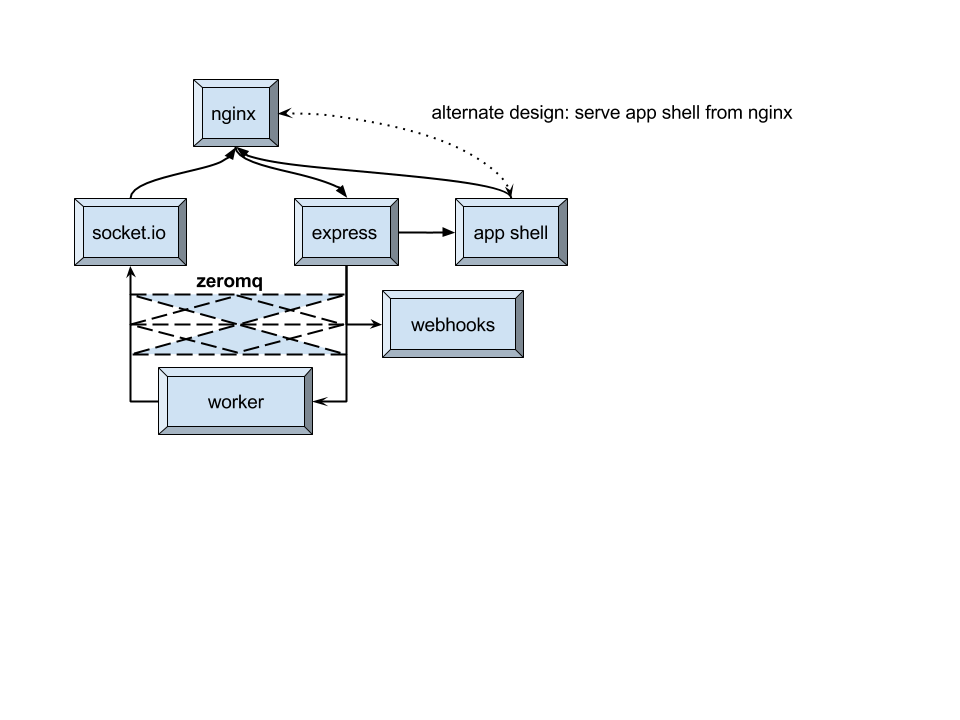 nginx
alternate design: serve app shell from nginx
socket.io
express
app shell
zeromq
webhooks
worker